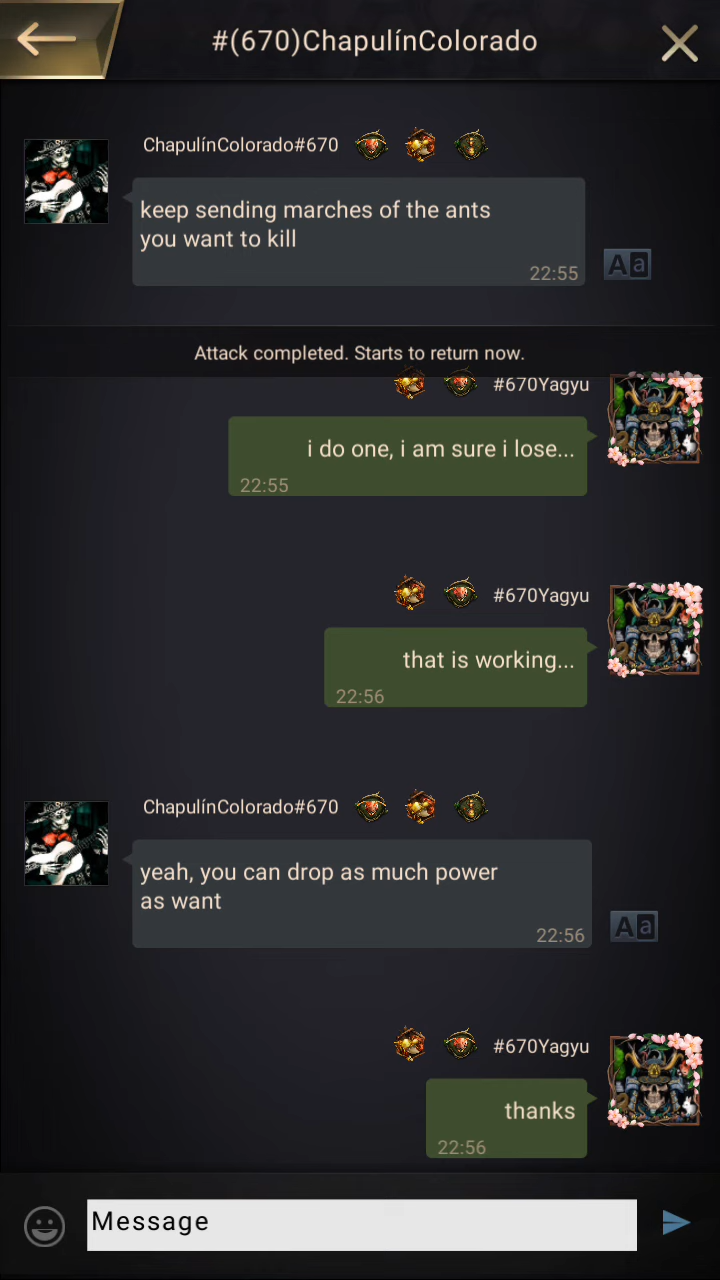 #(670)ChapulínColorado
ChapulínColorado#670
keep sending marches of the ants
you want to kill
22:55
Aa
Attack completed. Starts to return now.
#670Yagyu
i do one, i am sure i lose...
22:55
#670Yagyu
that is working...
22:56
ChapulínColorado#670
yeah, you can drop as much power
as want
22:56
Aa
#670Yagyu
thanks
22:56
Message